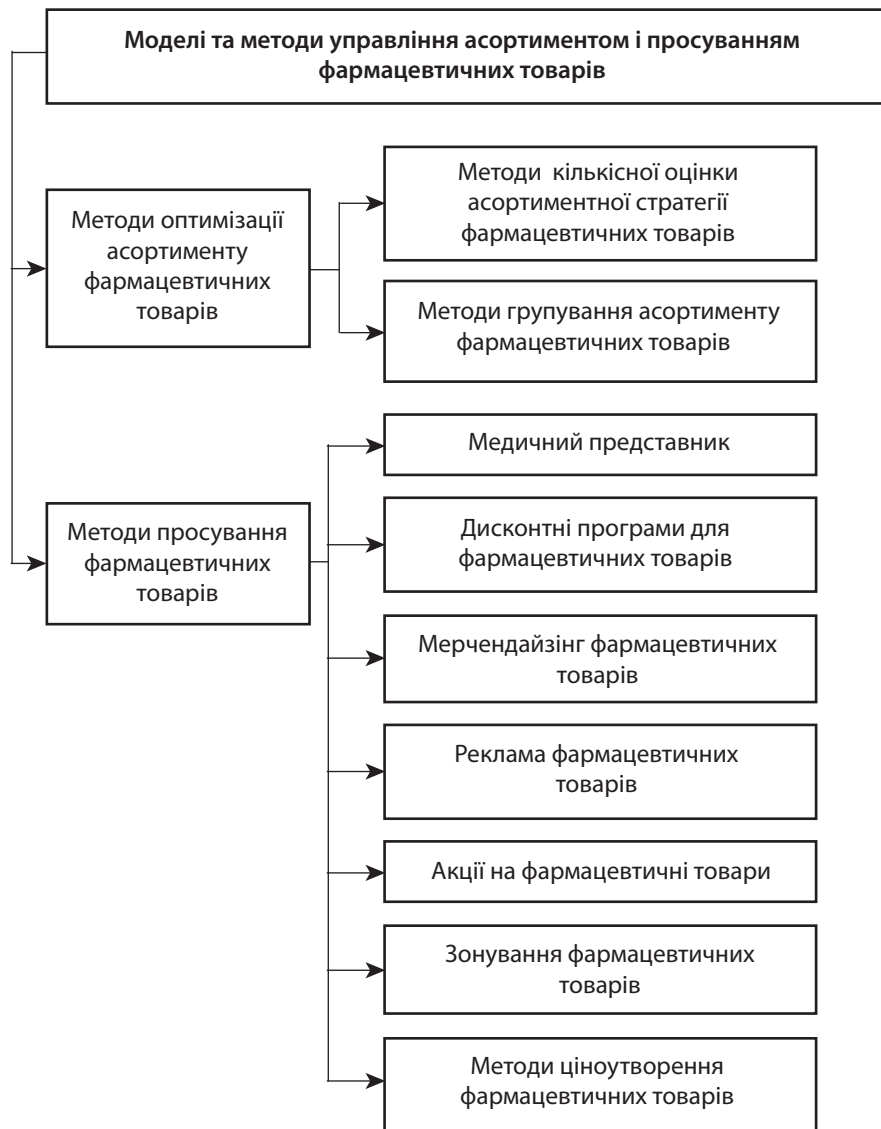 Моделі та методи управління асортиментом і просуванням
фармацевтичних товарів
Методи оптимізації
асортименту
фармацевтичних
товарів
Методи кількісної оцінки
асортиментної стратегії
фармацевтичних товарів
Методи групування асортименту
фармацевтичних товарів
Методи просування
фармацевтичних
товарів
Медичний представник
Дисконтні програми для
фармацевтичних товарів
Мерчендайзінг фармацевтичних
товарів
Реклама фармацевтичних
товарів
Акції на фармацевтичні товари
Зонування фармацевтичних
товарів
Методи ціноутворення
фармацевтичних товарів